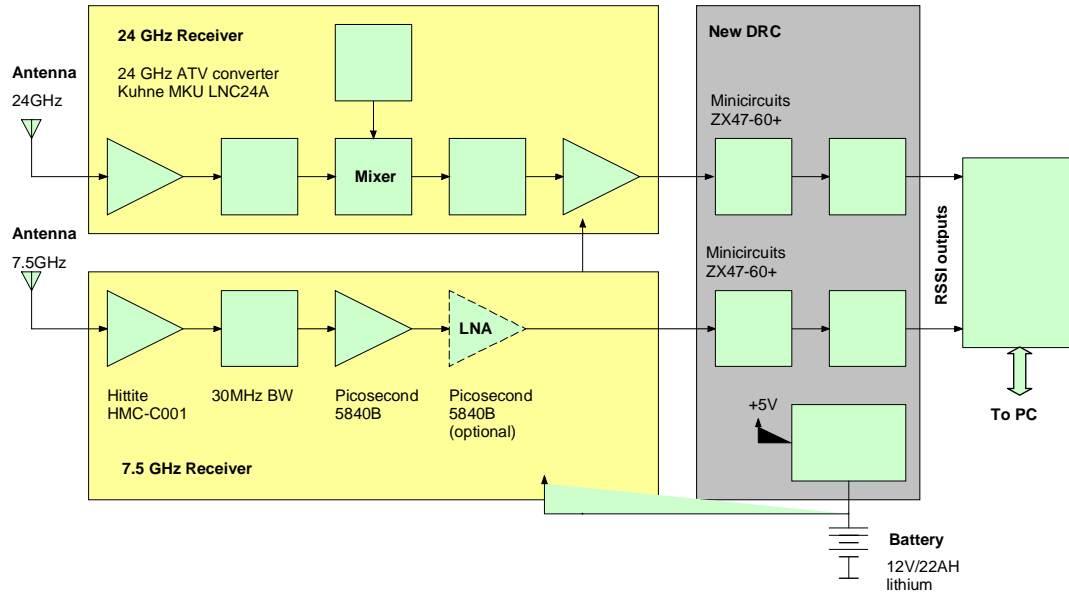 24 GHz Receiver
New DRC
Antenna
24GHz
24 GHz ATV converter
Kuhne MKU LNC24A
Minicircuits
ZX47-60+
Mixer
Antenna
7.5GHz
Minicircuits
ZX47-60+
RSSI outputs
LNA
Hittite
HMC-C001
30MHz BW
Picosecond
5840B
Picosecond
5840B
(optional)
+5V
To PC
7.5 GHz Receiver
Battery
12V/22AH
lithium